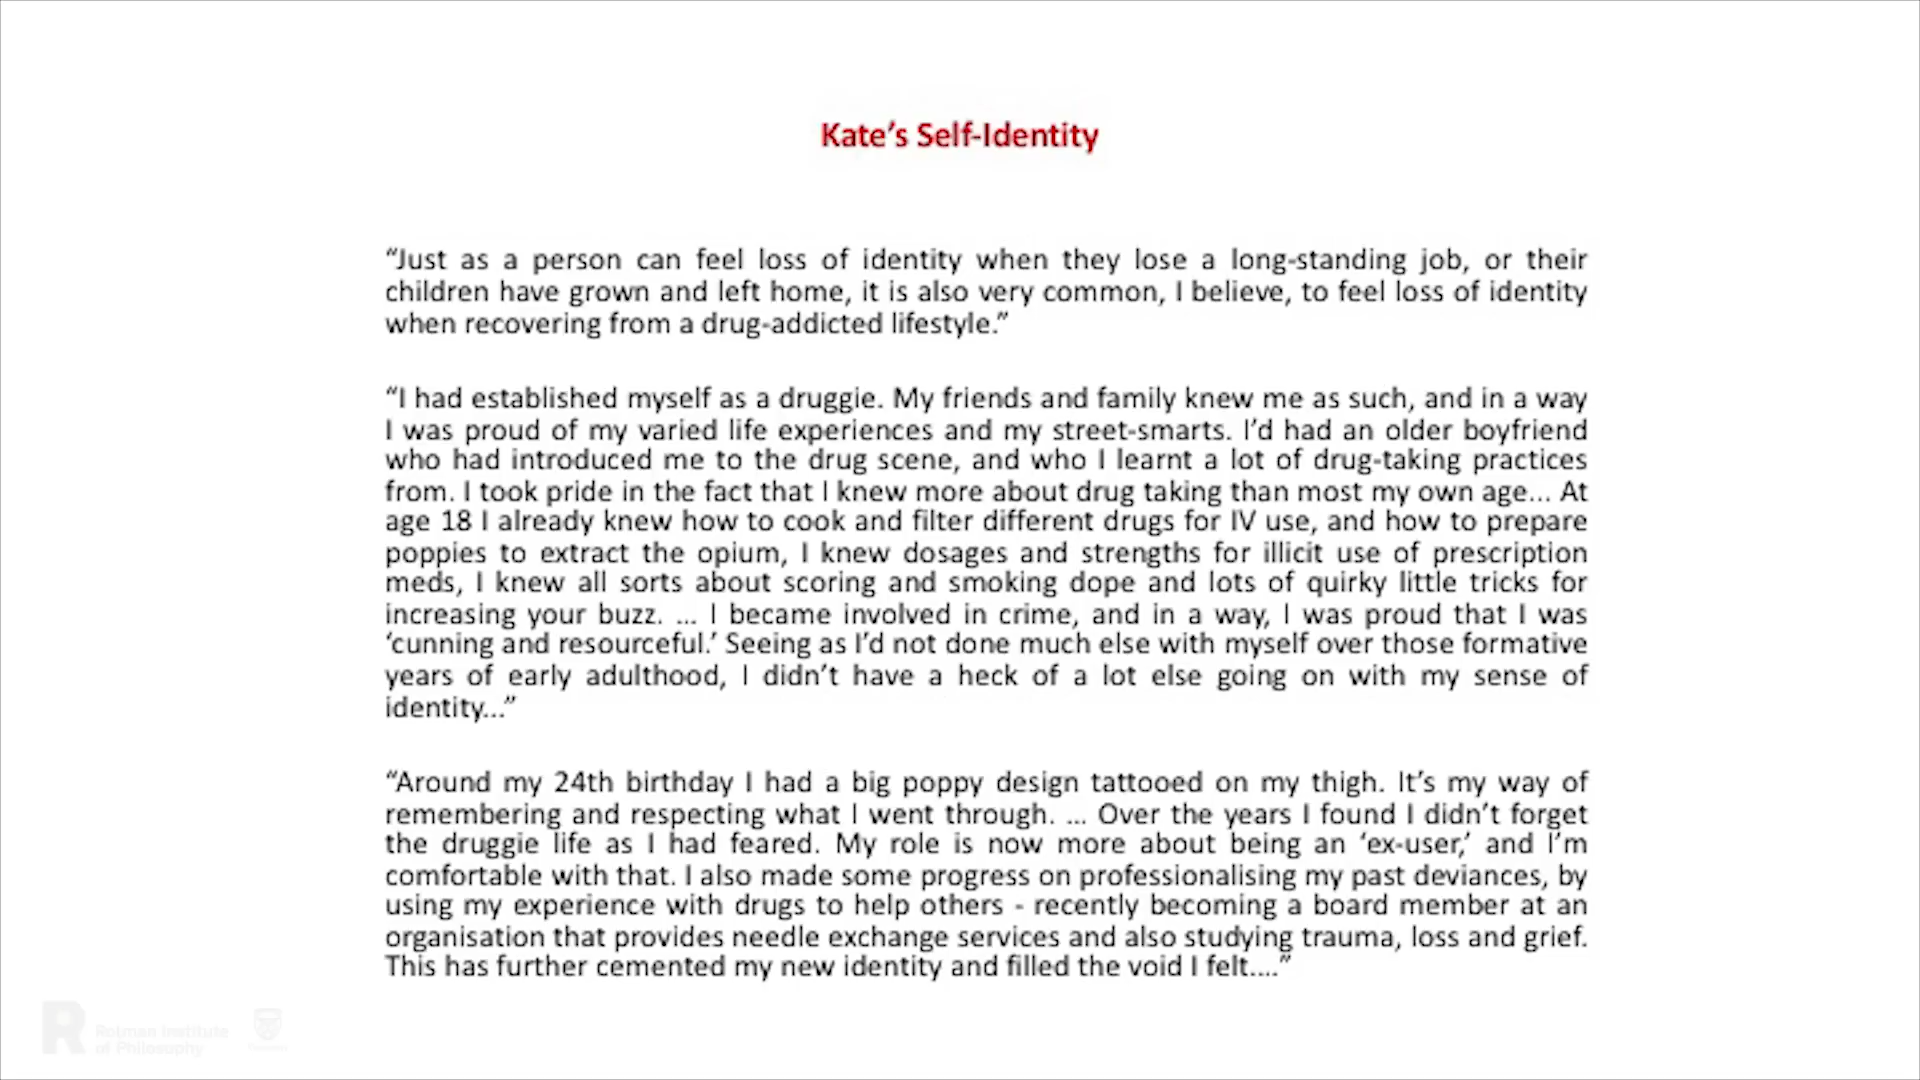 Kate’s Self-Identity
“Just as a person can feel loss of identity when they lose a long-standing job, or their
children have grown and left home, it is also very common, I believe, to feel loss of identity
when recovering from a drug-addicted lifestyle.”
“I had established myself as a druggie. My friends and family knew me as such, and in a way
I was proud of my varied life experiences and my street-smarts. I’d had an older boyfriend
who had introduced me to the drug scene, and who I learnt a lot of drug-taking practices
from. I took pride in the fact that I knew more about drug taking than most my own age... At
age 18 I already knew how to cook and filter different drugs for IV use, and how to prepare
poppies to extract the opium, I knew dosages and strengths for illicit use of prescription
meds, I knew all sorts about scoring and smoking dope and lots of quirky little tricks for
increasing your buzz. ... I became involved in crime, and in a way, I was proud that I was
‘cunning and resourceful.’ Seeing as I’d not done much else with myself over those formative
years of early adulthood, I didn’t have a heck of a lot else going on with my sense of
identity...”
“Around my 24th birthday I had a big poppy design tattooed on my thigh. It’s my way of
remembering and respecting what I went through. ... Over the years I found I didn’t forget
the druggie life as I had feared. My role is now more about being an ‘ex-user,’ and I’m
comfortable with that. I also made some progress on professionalising my past deviances, by
using my experience with drugs to help others - recently becoming a board member at an
organisation that provides needle exchange services and also studying trauma, loss and grief.
This has further cemented my new identity and filled the void I felt....”
R
Rotman Institute
of Philosophy